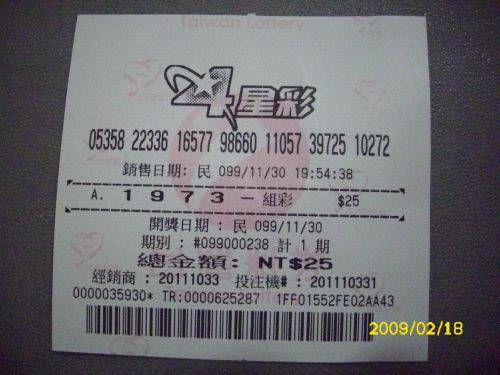 Taiwan Lottery
4星彩
05358 22336 16577 98660 11057 39725 10272
銷售日期: 民 099/11/30 19:54:38
A. 1 9 7 3 - 組彩 $25
開獎日期 : 民 099/11/30
期別 : #099000238 計 1 期
總金額: NT$25
經銷商 : 20111033 投注機# : 201110331
0000035930* TR:0000625287 1FF01552FE02AA43
2009/02/18